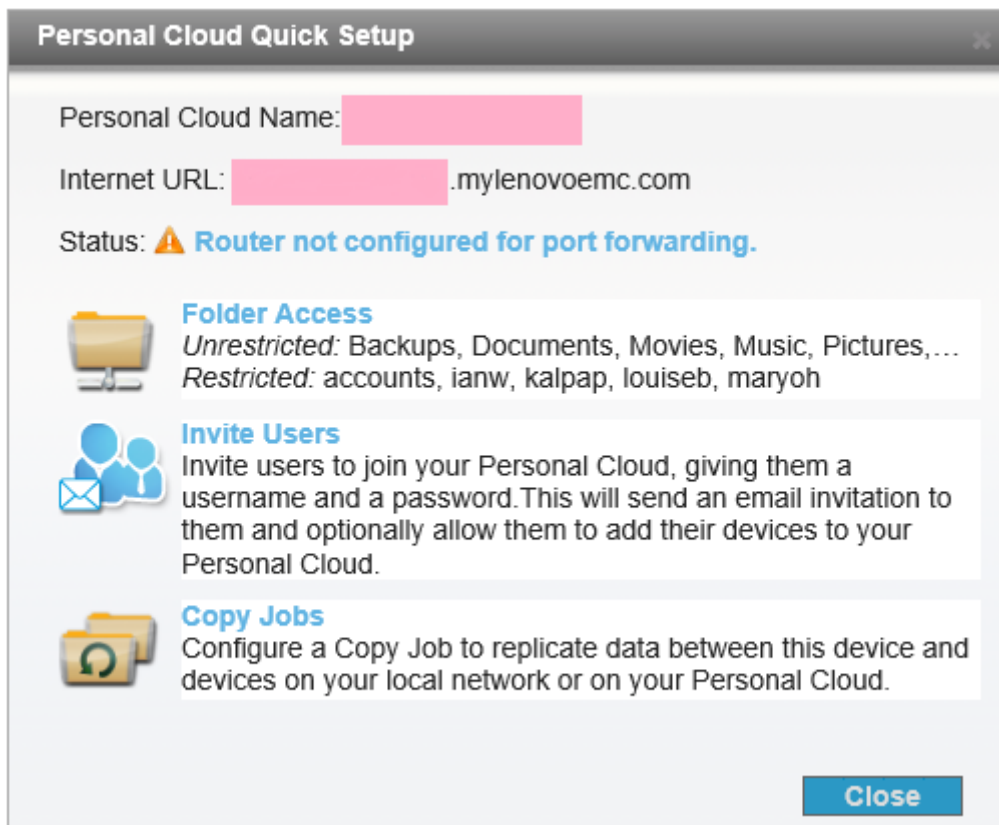 Personal Cloud Quick Setup
Personal Cloud Name:
Internet URL: .mylenovoemc.com
Status: Router not configured for port forwarding.
Folder Access
Unrestricted: Backups, Documents, Movies, Music, Pictures,...
Restricted: accounts, ianw, kalpap, louiseb, maryoh
Invite Users
Invite users to join your Personal Cloud, giving them a
username and a password.This will send an email invitation to
them and optionally allow them to add their devices to your
Personal Cloud.
Copy Jobs
Configure a Copy Job to replicate data between this device and
devices on your local network or on your Personal Cloud.
Close